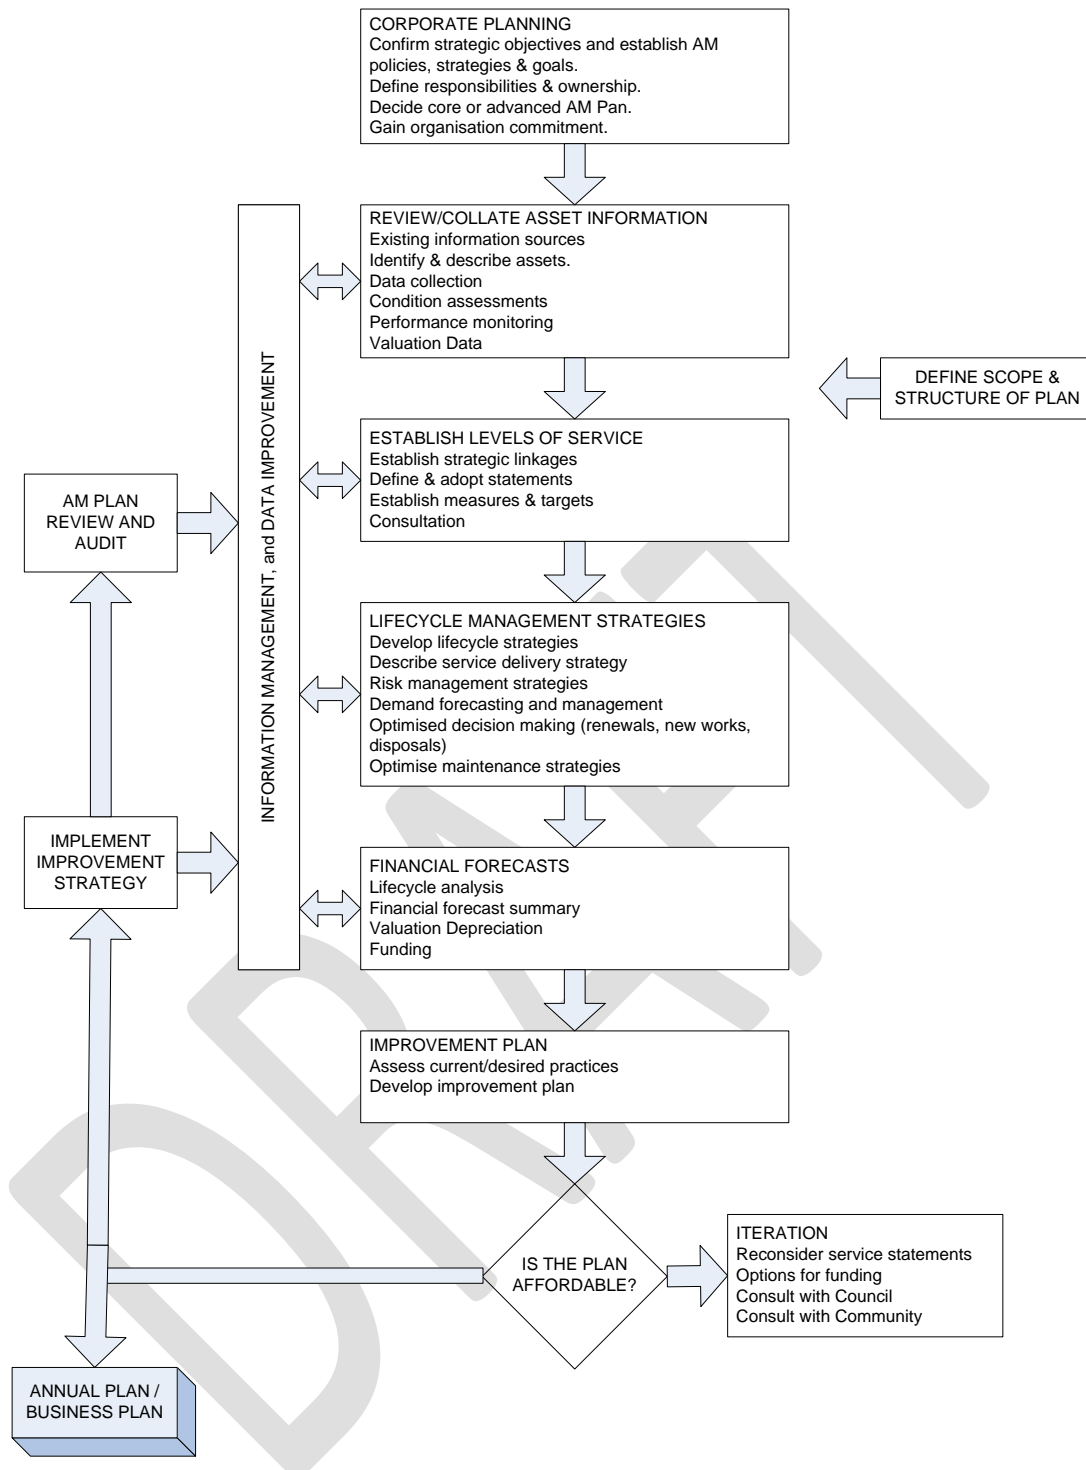 CORPORATE PLANNING
Confirm strategic objectives and establish AM
policies, strategies & goals.
Define responsibilities & ownership.
Decide core or advanced AM Pan.
Gain organisation commitment.
REVIEW/COLLATE ASSET INFORMATION
Existing information sources
Identify & describe assets.
Data collection
Condition assessments
Performance monitoring
Valuation Data
DEFINE SCOPE &
STRUCTURE OF PLAN
INFORMATION MANAGEMENT, and DATA IMPROVEMENT
ESTABLISH LEVELS OF SERVICE
Establish strategic linkages
Define & adopt statements
Establish measures & targets
Consultation
AM PLAN
REVIEW AND
AUDIT
LIFECYCLE MANAGEMENT STRATEGIES
Develop lifecycle strategies
Describe service delivery strategy
Risk management strategies
Demand forecasting and management
Optimised decision making (renewals, new works,
disposals)
Optimise maintenance strategies
IMPLEMENT
IMPROVEMENT
STRATEGY
FINANCIAL FORECASTS
Lifecycle analysis
Financial forecast summary
Valuation Depreciation
Funding
IMPROVEMENT PLAN
Assess current/desired practices
Develop improvement plan
IS THE PLAN
AFFORDABLE?
ITERATION
Reconsider service statements
Options for funding
Consult with Council
Consult with Community
ANNUAL PLAN /
BUSINESS PLAN
DRAFT